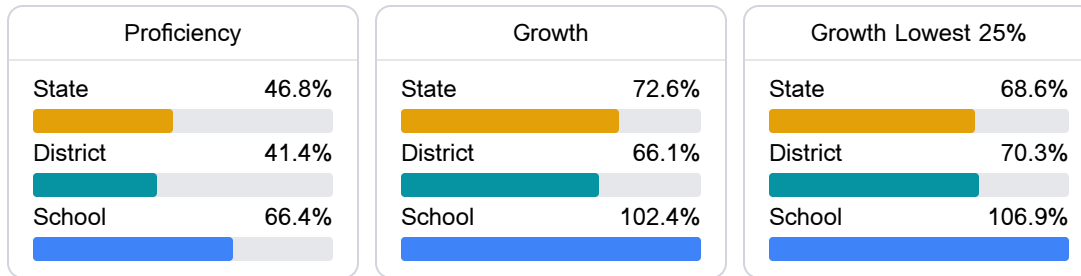 Proficiency
State 46.8%
District 41.4%
School 66.4%
Growth
State 72.6%
District 66.1%
School 102.4%
Growth Lowest 25%
State 68.6%
District 70.3%
School 106.9%